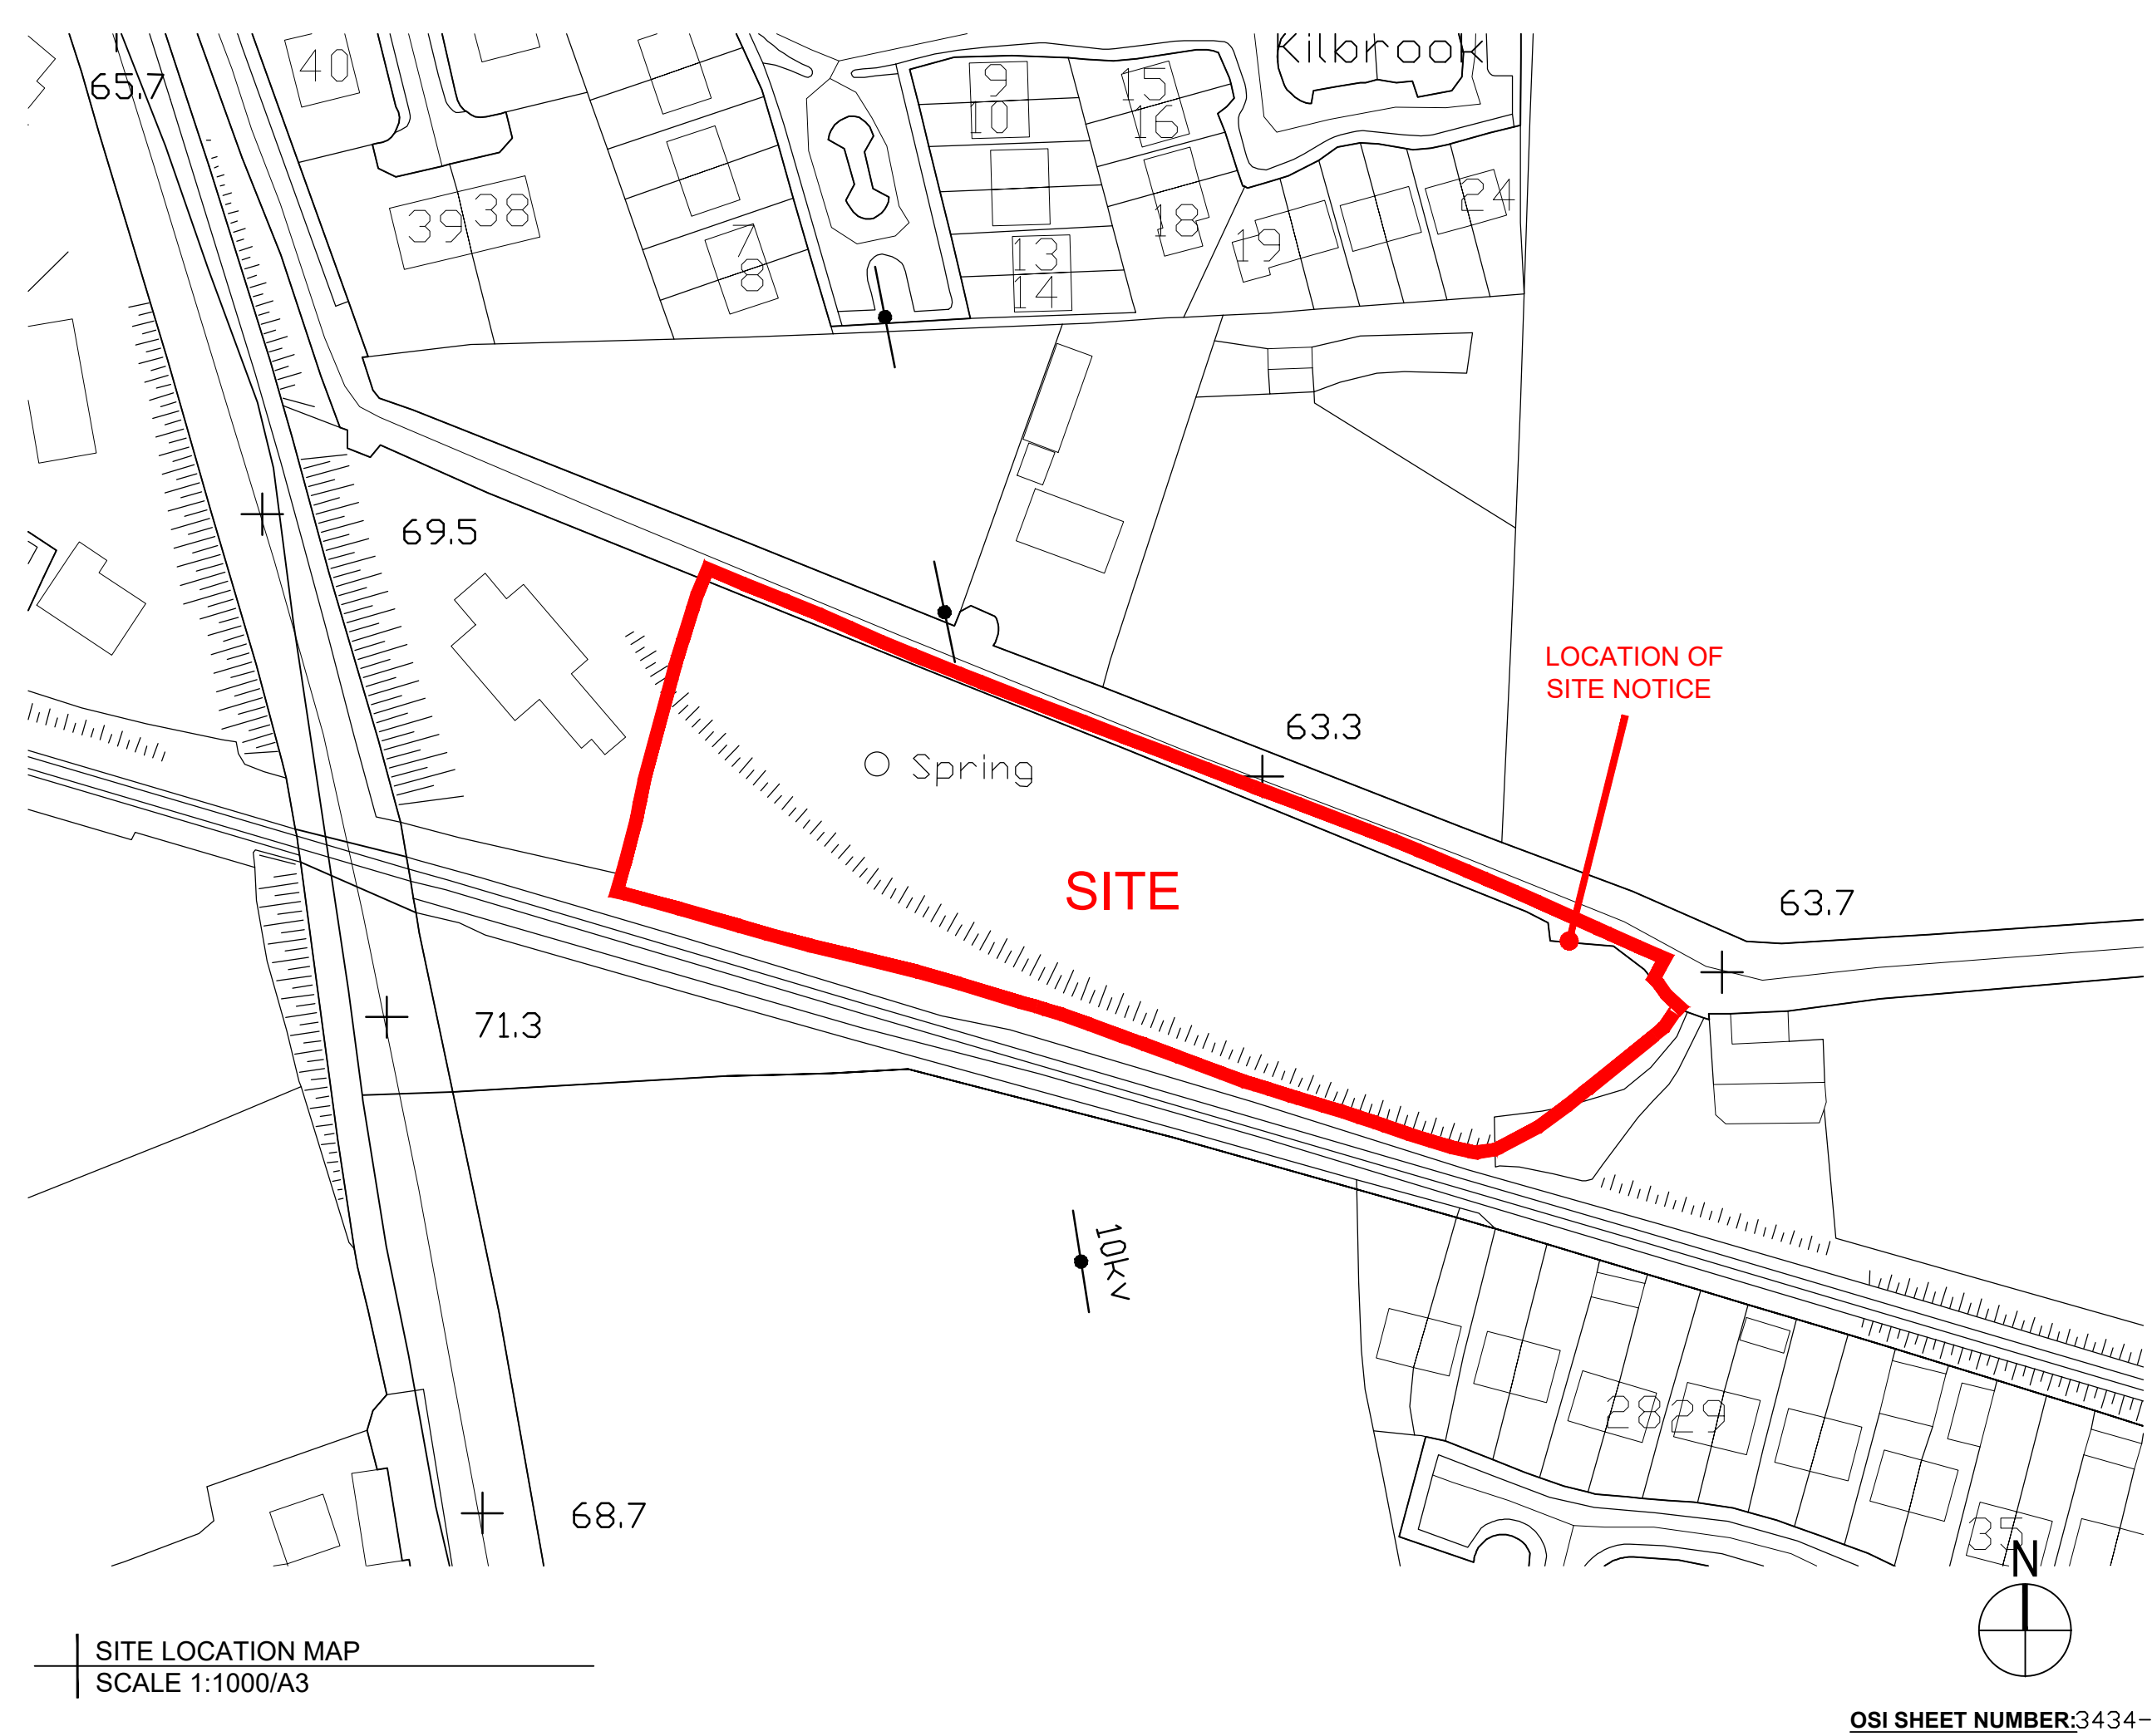 Kilbrook
40
65.7
9
10
15
16
39
38
7
8
13
14
18
19
24
69.5
LOCATION OF
SITE NOTICE
63.3
Spring
SITE
63.7
71.3
10kv
28
29
68.7
N
SITE LOCATION MAP
SCALE 1:1000/A3
OSI SHEET NUMBER:3434-